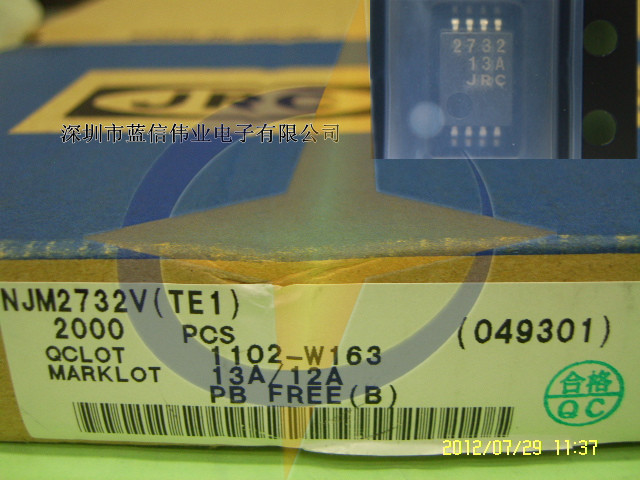 2732
13A
JRC
JRC
深圳市蓝信伟业电子有限公司
NJM2732V(TE1)
2000 PCS
(049301)
QCLOT 1102-W163
MARKLOT 13A/12A
PB FREE(B)
合格
QC
2012/07/29 11:37